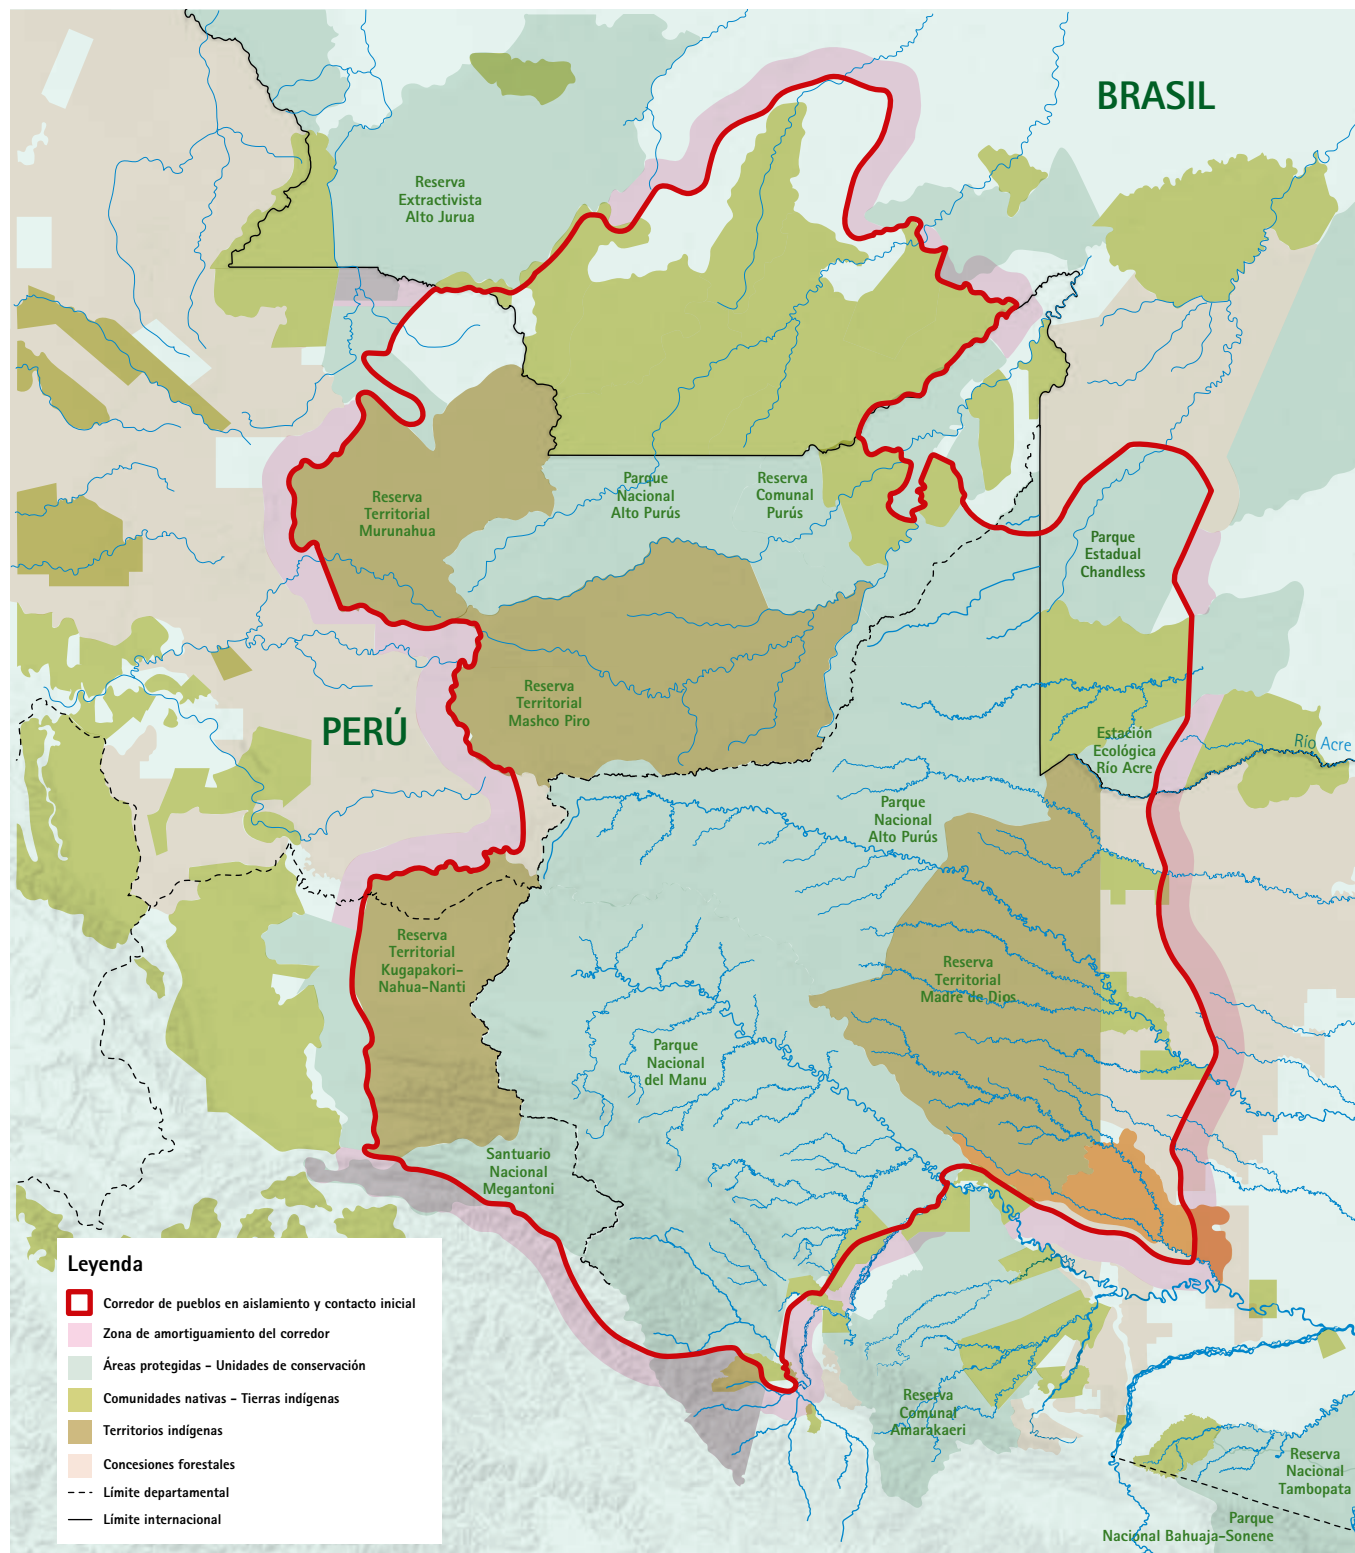 BRASIL
Reserva
Extractivista
Alto Jurua
Parque
Nacional
Alto Purús
Reserva
Comunal
Purús
Reserva
Territorial
Murunahua
Parque
Estadual
Chandless
Reserva
Territorial
Mashco Piro
PERÚ
Estación
Ecológica
Río Acre
Río Acre
Parque
Nacional
Alto Purús
Reserva
Territorial
Kugapakori-
Nahua-Nanti
Reserva
Territorial
Madre de Dios
Parque
Nacional
del Manu
Santuario
Nacional
Megantoni
Reserva
Comunal
Amarakaeri
Reserva
Nacional
Tambopata
Parque
Nacional Bahuaja-Sonene
Leyenda
Corredor de pueblos en aislamiento y contacto inicial
Zona de amortiguamiento del corredor
Áreas protegidas - Unidades de conservación
Comunidades nativas - Tierras indígenas
Territorios indígenas
Concesiones forestales
Límite departamental
Límite internacional